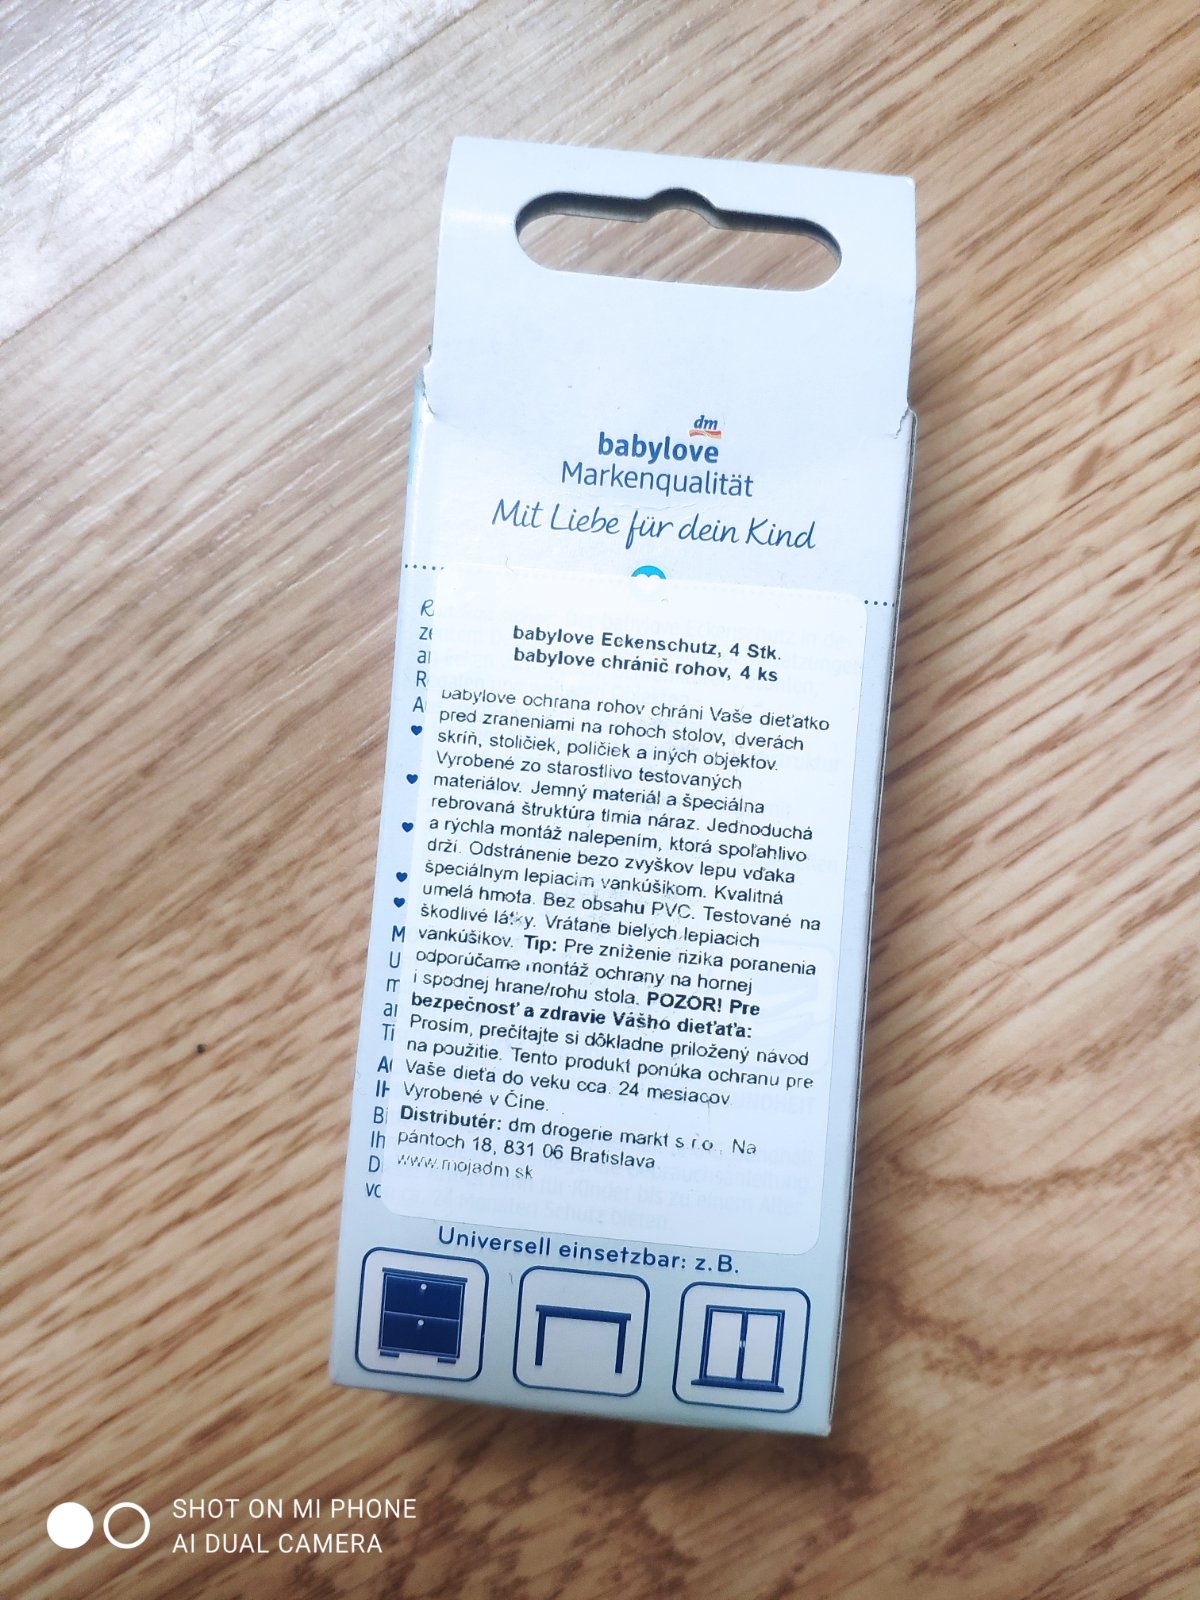 dm
babylove
Markenqualität
Mit Liebe für dein Kind
babylove Eckenschutz, 4 Stk.
babylove chránič rohov, 4 ks
babylove ochrana rohov chráni Vaše dieťatko
pred zraneniami na rohoch stolov, dverách
skríň, stoličiek, poličiek a iných objektov.
Vyrobené zo starostlivo testovaných
materiálov. Jemný materiál a špeciálna
rebrovaná štruktúra tlmia náraz. Jednoduchá
a rýchla montáž nalepením, ktorá spoľahlivo
drží. Odstránenie bezo zvyškov lepu vďaka
špeciálnym lepiacim vankúšikom. Kvalitná
umelá hmota. Bez obsahu PVC. Testované na
škodlivé látky. Vrátane bielych lepiacich
vankúšikov. Tip: Pre zníženie rizika poranenia
odporúčame montáž ochrany na hornej
i spodnej hrane/rohu stola. POZOR! Pre
bezpečnosť a zdravie Vášho dieťaťa:
Prosím, prečítajte si dôkladne priložený návod
na použitie. Tento produkt ponúka ochranu pre
Vaše dieťa do veku cca. 24 mesiacov.
Vyrobené v Číne.
Distributér: dm drogerie markt s.r.o., Na
pántoch 18, 831 06 Bratislava
www.mojadm.sk
Universell einsetzbar: z.B.
SHOT ON MI PHONE
AI DUAL CAMERA